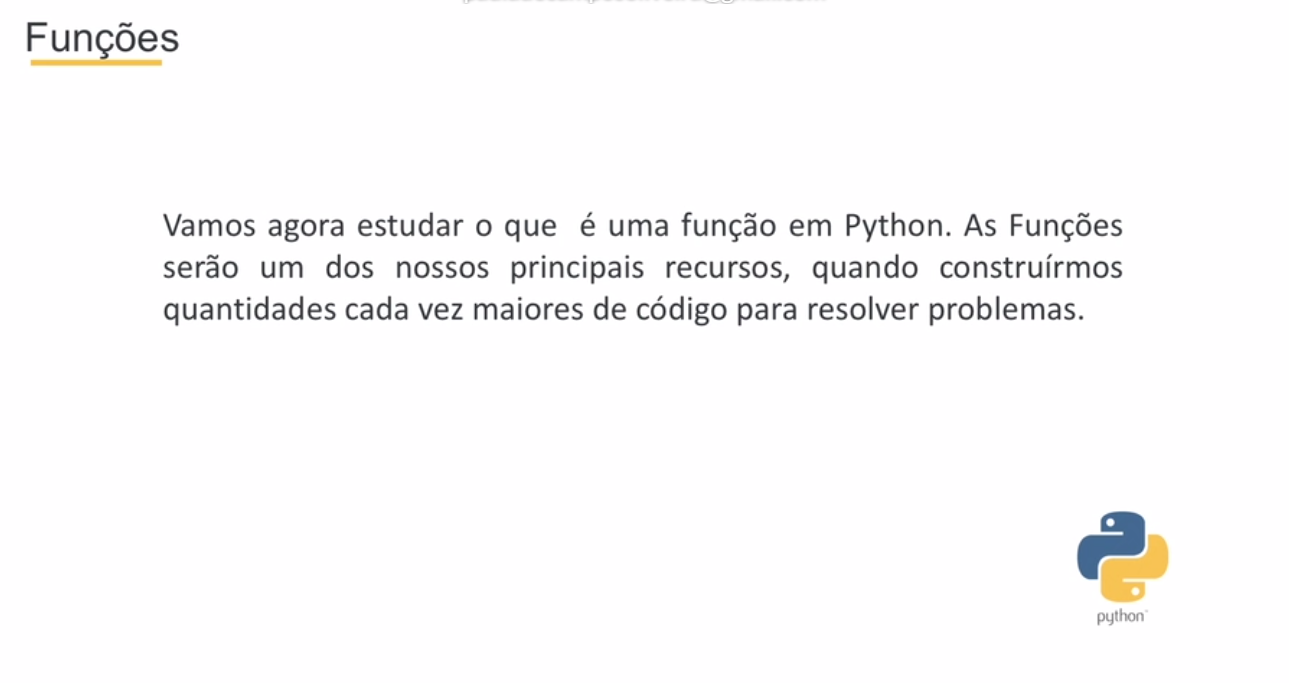 Funções
Vamos agora estudar o que é uma função em Python. As Funções
serão um dos nossos principais recursos, quando construírmos
quantidades cada vez maiores de código para resolver problemas.
python